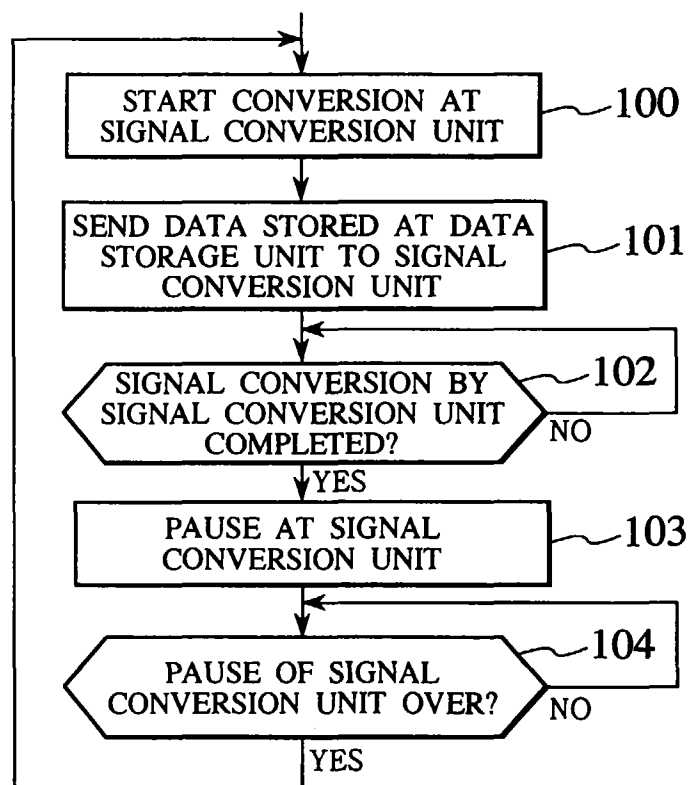 START CONVERSION AT
SIGNAL CONVERSION UNIT
100
SEND DATA STORED AT DATA
STORAGE UNIT TO SIGNAL
CONVERSION UNIT
101
SIGNAL CONVERSION BY
SIGNAL CONVERSION UNIT
COMPLETED?
102
NO
YES
PAUSE AT SIGNAL
CONVERSION UNIT
103
PAUSE OF SIGNAL
CONVERSION UNIT OVER?
104
NO
YES